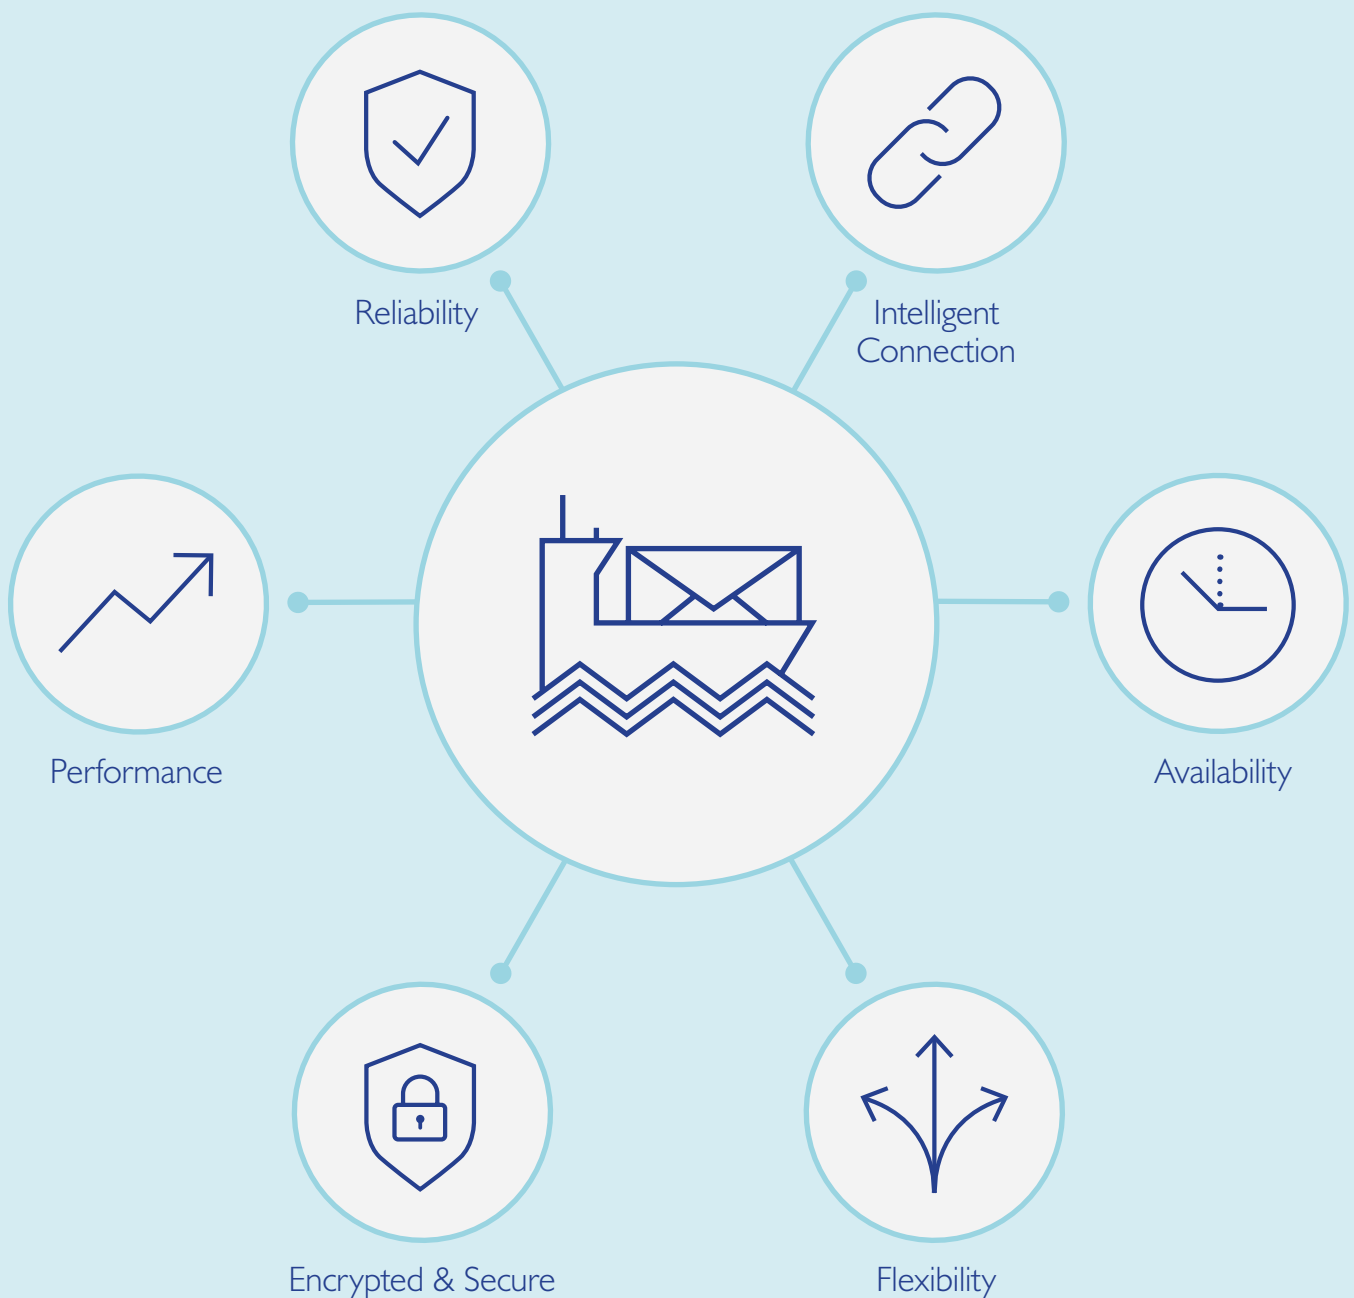 Reliability
Intelligent
Connection
Performance
Availability
Encrypted & Secure
Flexibility